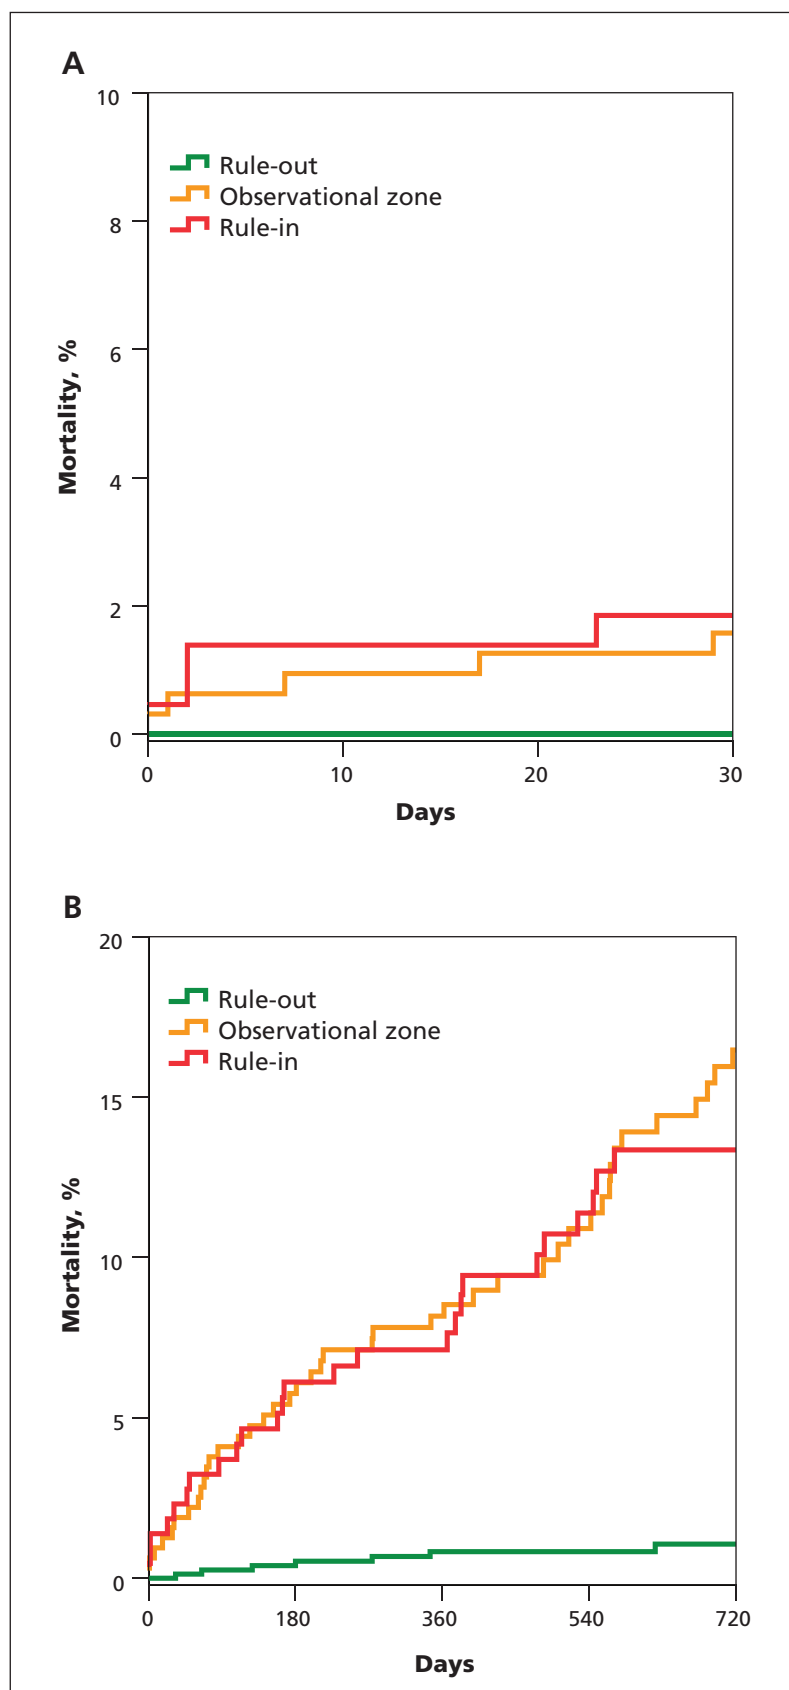 A
10
8
6
4
2
0
Mortality, %
Rule-out
Observational zone
Rule-in
0 10 20 30
Days
B
20
15
10
5
0
Mortality, %
Rule-out
Observational zone
Rule-in
0 180 360 540 720
Days